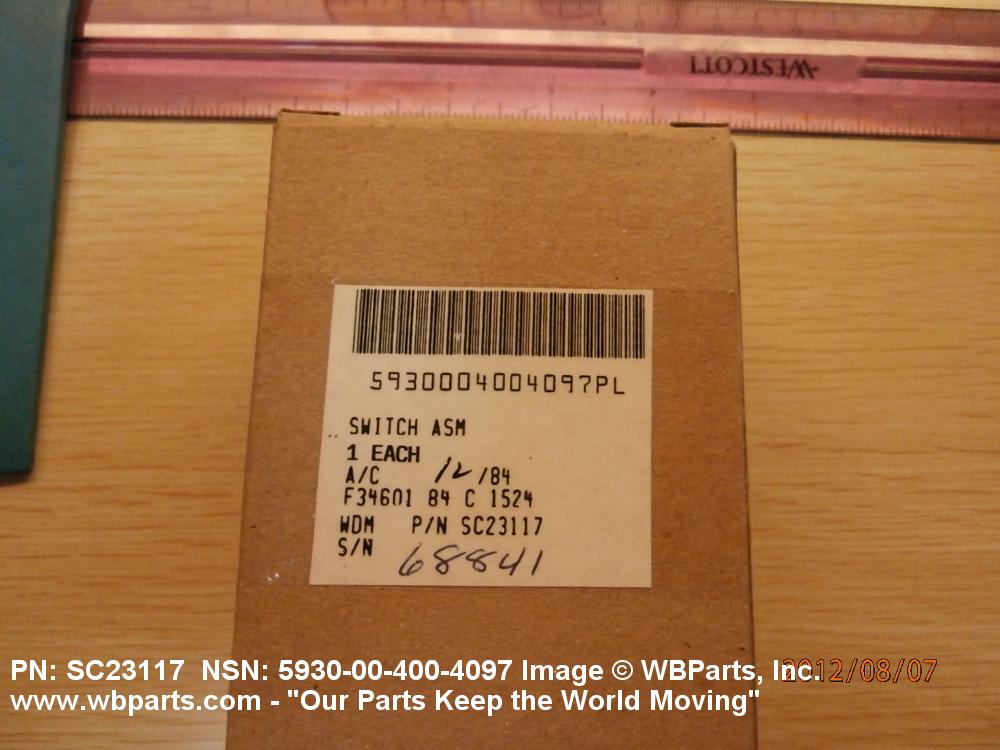 WESTCOTT
5930004004097PL
SWITCH ASM
1 EACH
A/C 12/84
F34601 84 C 1524
WDM P/N SC23117
S/N 68841
PN: SC23117 NSN: 5930-00-400-4097 Image © WBParts, Inc.
2012/08/07
www.wbparts.com - "Our Parts Keep the World Moving"